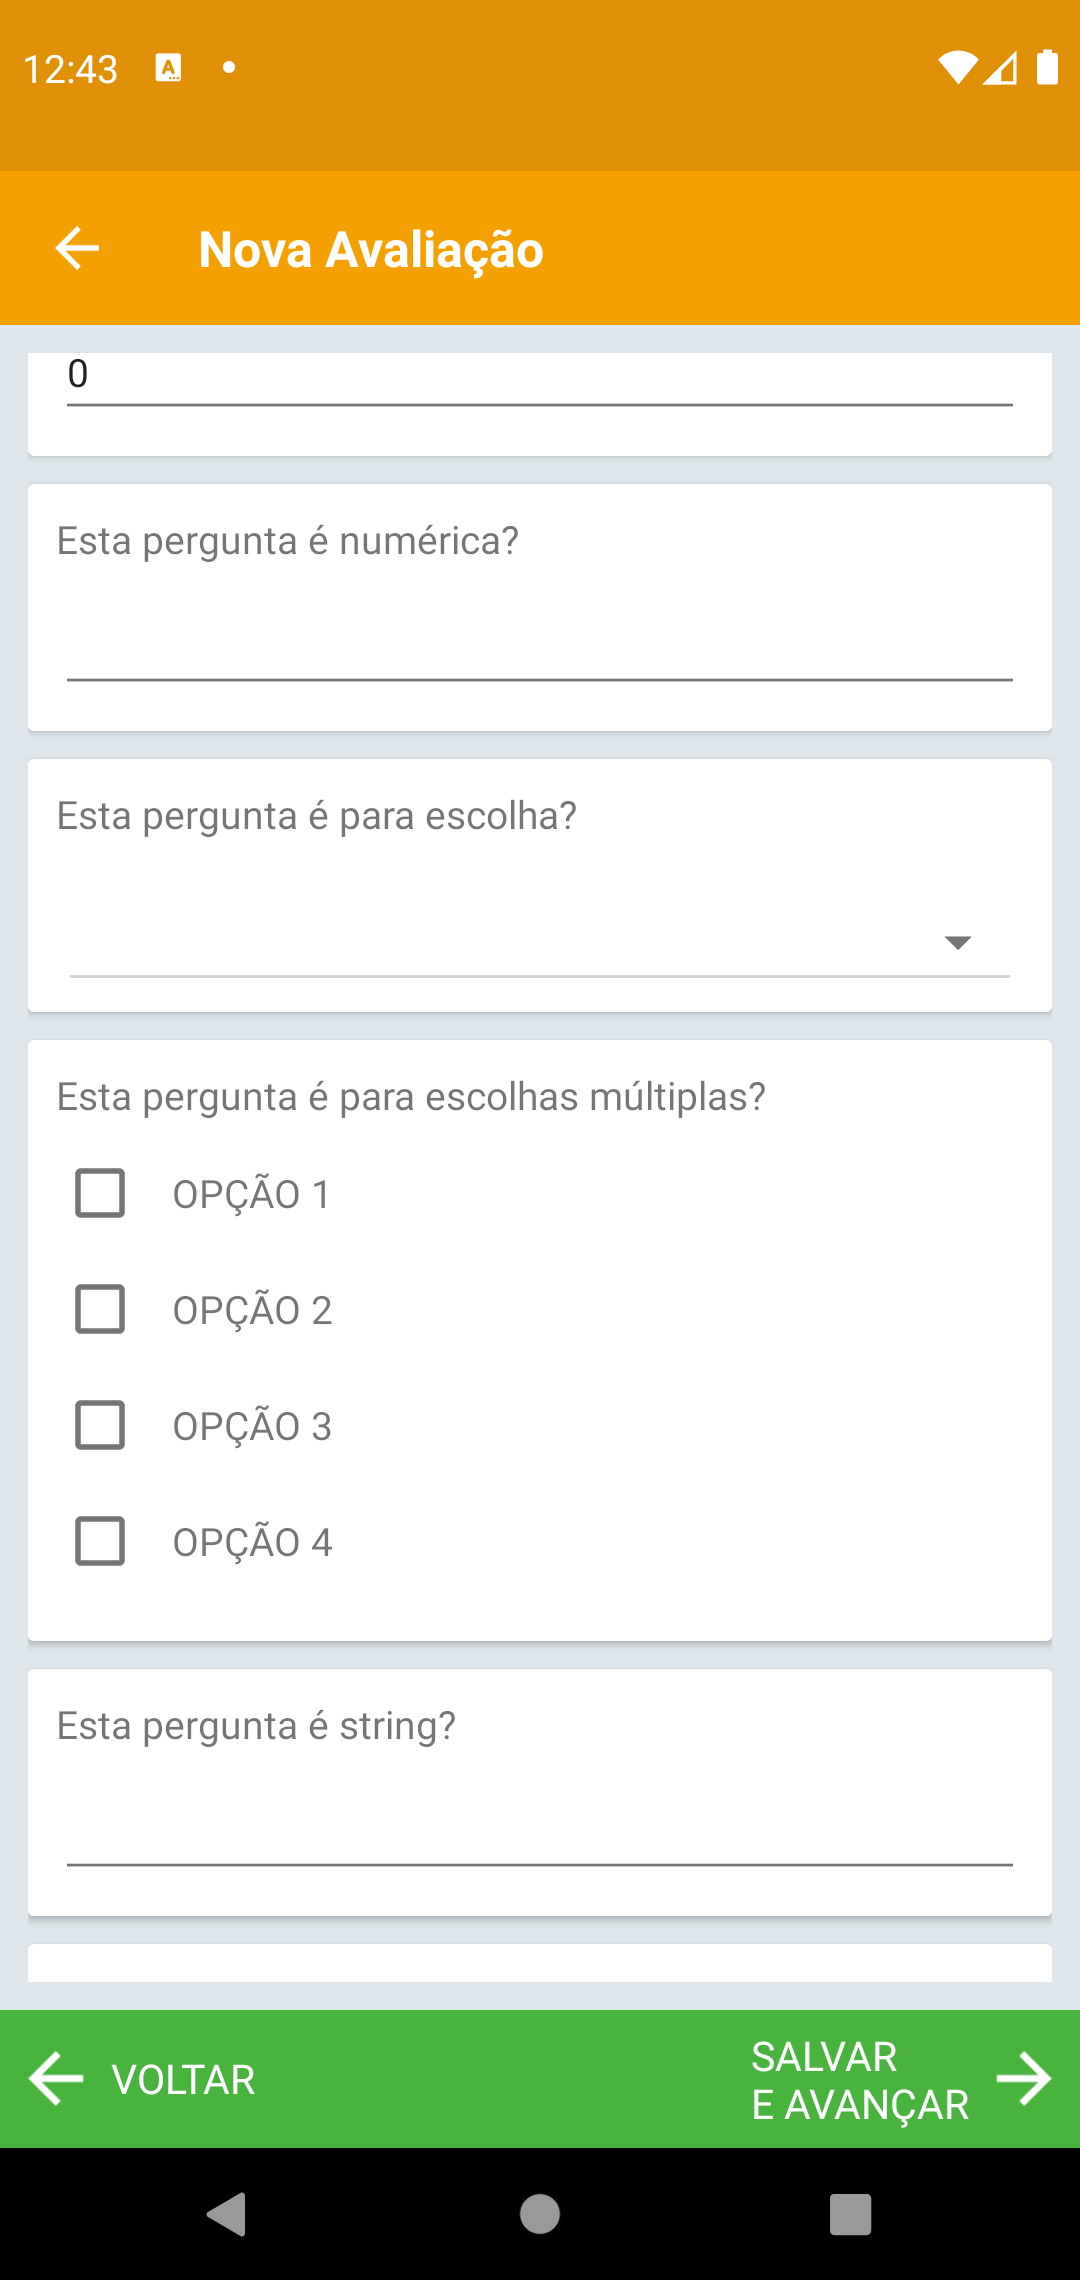 12:43
Nova Avaliação
0
Esta pergunta é numérica?
Esta pergunta é para escolha?
Esta pergunta é para escolhas múltiplas?
OPÇÃO 1
OPÇÃO 2
OPÇÃO 3
OPÇÃO 4
Esta pergunta é string?
VOLTAR
SALVAR
E AVANÇAR